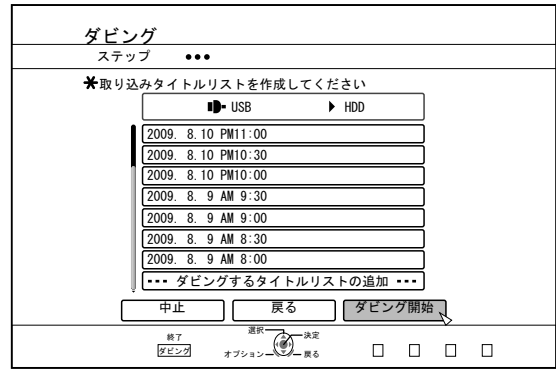 ダビング
ステップ ●●●
*取り込みタイトルリストを作成してください
USB ▶ HDD
2009. 8.10 PM11:00
2009. 8.10 PM10:30
2009. 8.10 PM10:00
2009. 8. 9 AM 9:30
2009. 8. 9 AM 9:00
2009. 8. 9 AM 8:30
2009. 8. 9 AM 8:00
--- ダビングするタイトルリストの追加 ---
中止 戻る ダビング開始
終了 選択 決定
ダビング オプション 戻る